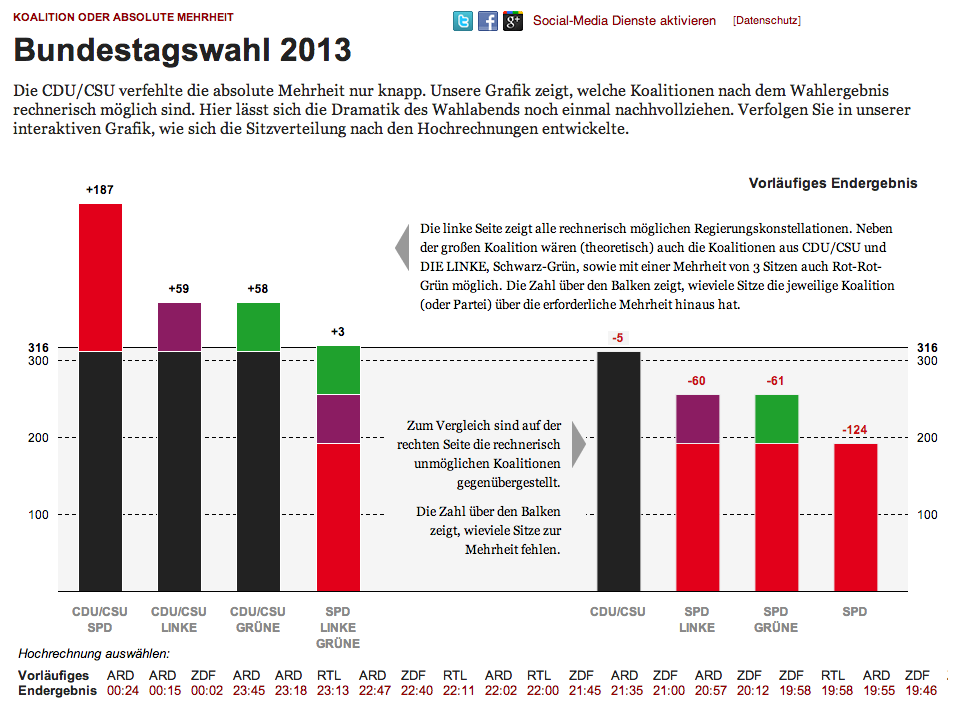 KOALITION ODER ABSOLUTE MEHRHEIT
Social-Media Dienste aktivieren [Datenschutz]
Bundestagswahl 2013
Die CDU/CSU verfehlte die absolute Mehrheit nur knapp. Unsere Grafik zeigt, welche Koalitionen nach dem Wahlergebnis
rechnerisch möglich sind. Hier lässt sich die Dramatik des Wahlabends noch einmal nachhvollziehen. Verfolgen Sie in unserer
interaktiven Grafik, wie sich die Sitzverteilung nach den Hochrechnungen entwickelte.
Vorläufiges Endergebnis
+187
+59
+58
+3
Die linke Seite zeigt alle rechnerisch möglichen Regierungskonstellationen. Neben
der großen Koalition wären (theoretisch) auch die Koalitionen aus CDU/CSU und
DIE LINKE, Schwarz-Grün, sowie mit einer Mehrheit von 3 Sitzen auch Rot-Rot-
Grün möglich. Die Zahl über den Balken zeigt, wieviele Sitze die jeweilige Koalition
(oder Partei) über die erforderliche Mehrheit hinaus hat.
-5
-60
-61
-124
316
300
200
100
316
300
200
100
Zum Vergleich sind auf der
rechten Seite die rechnerisch
unmöglichen Koalitionen
gegenübergestellt.
Die Zahl über den Balken
zeigt, wieviele Sitze zur
Mehrheit fehlen.
CDU/CSU
SPD
CDU/CSU
LINKE
CDU/CSU
GRÜNE
SPD
LINKE
GRÜNE
CDU/CSU
SPD
LINKE
SPD
GRÜNE
SPD
Hochrechnung auswählen:
Vorläufiges ARD ARD ZDF ARD ARD RTL ARD ZDF RTL ARD RTL ZDF ARD ZDF ARD ZDF ZDF RTL ARD ZDF
Endergebnis 00:24 00:15 00:02 23:45 23:18 23:13 22:47 22:40 22:11 22:02 22:00 21:45 21:35 21:00 20:57 20:12 19:58 19:58 19:55 19:46